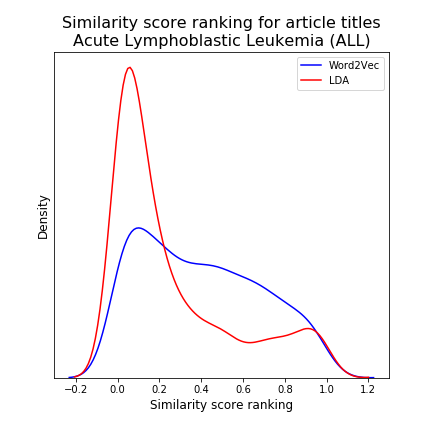 Similarity score ranking for article titles
Acute Lymphoblastic Leukemia (ALL)
Word2Vec
LDA
Density
−0.2 0.0 0.2 0.4 0.6 0.8 1.0 1.2
Similarity score ranking